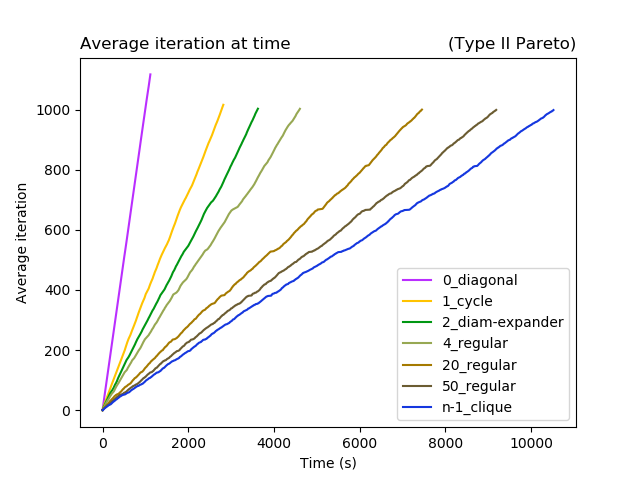 Average iteration at time (Type II Pareto)
1000
800
600
400
200
0
Average iteration
0_diagonal
1_cycle
2_diam-expander
4_regular
20_regular
50_regular
n-1_clique
0 2000 4000 6000 8000 10000
Time (s)